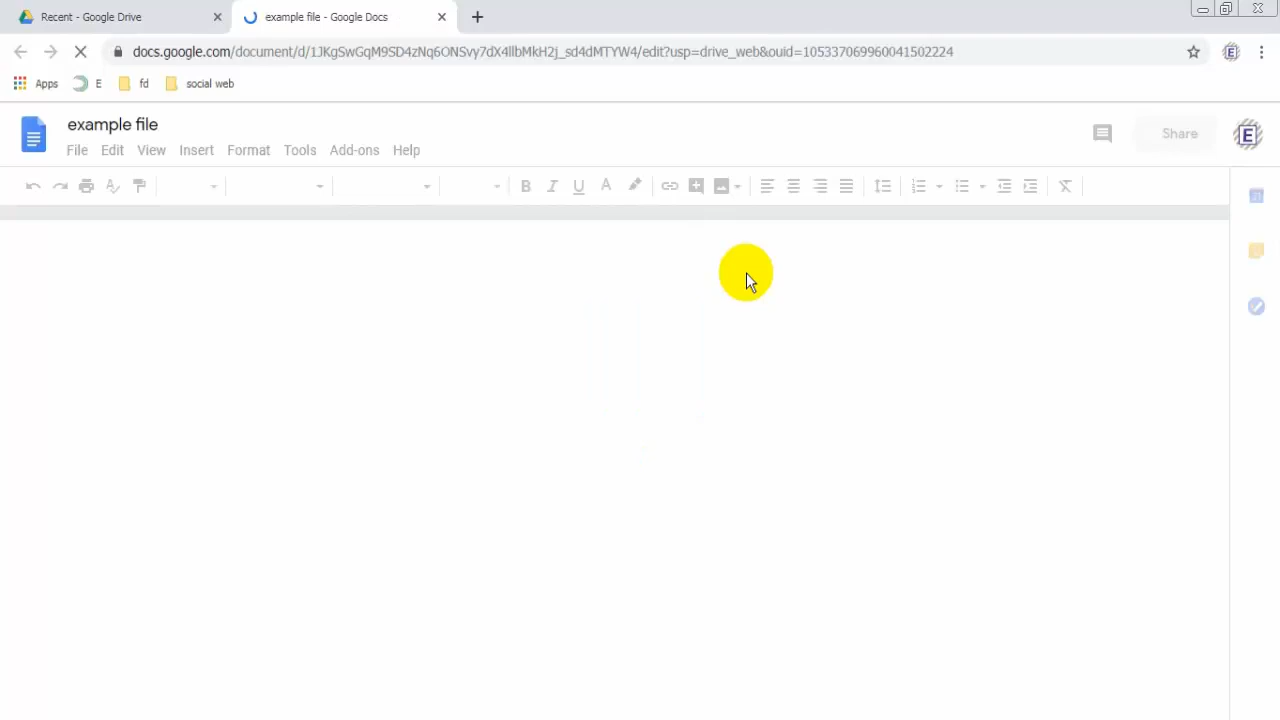 Recent - Google Drive
example file - Google Docs
docs.google.com/document/d/1JKgSwGqM9SD4zNq6ONSvy7dX4llbMkH2j_sd4dMTYW4/edit?usp=drive_web&ouid=105337069960041502224
E
Apps
E
fd
social web
example file
File
Edit
View
Insert
Format
Tools
Add-ons
Help
Share
E
B
I
U
A
31